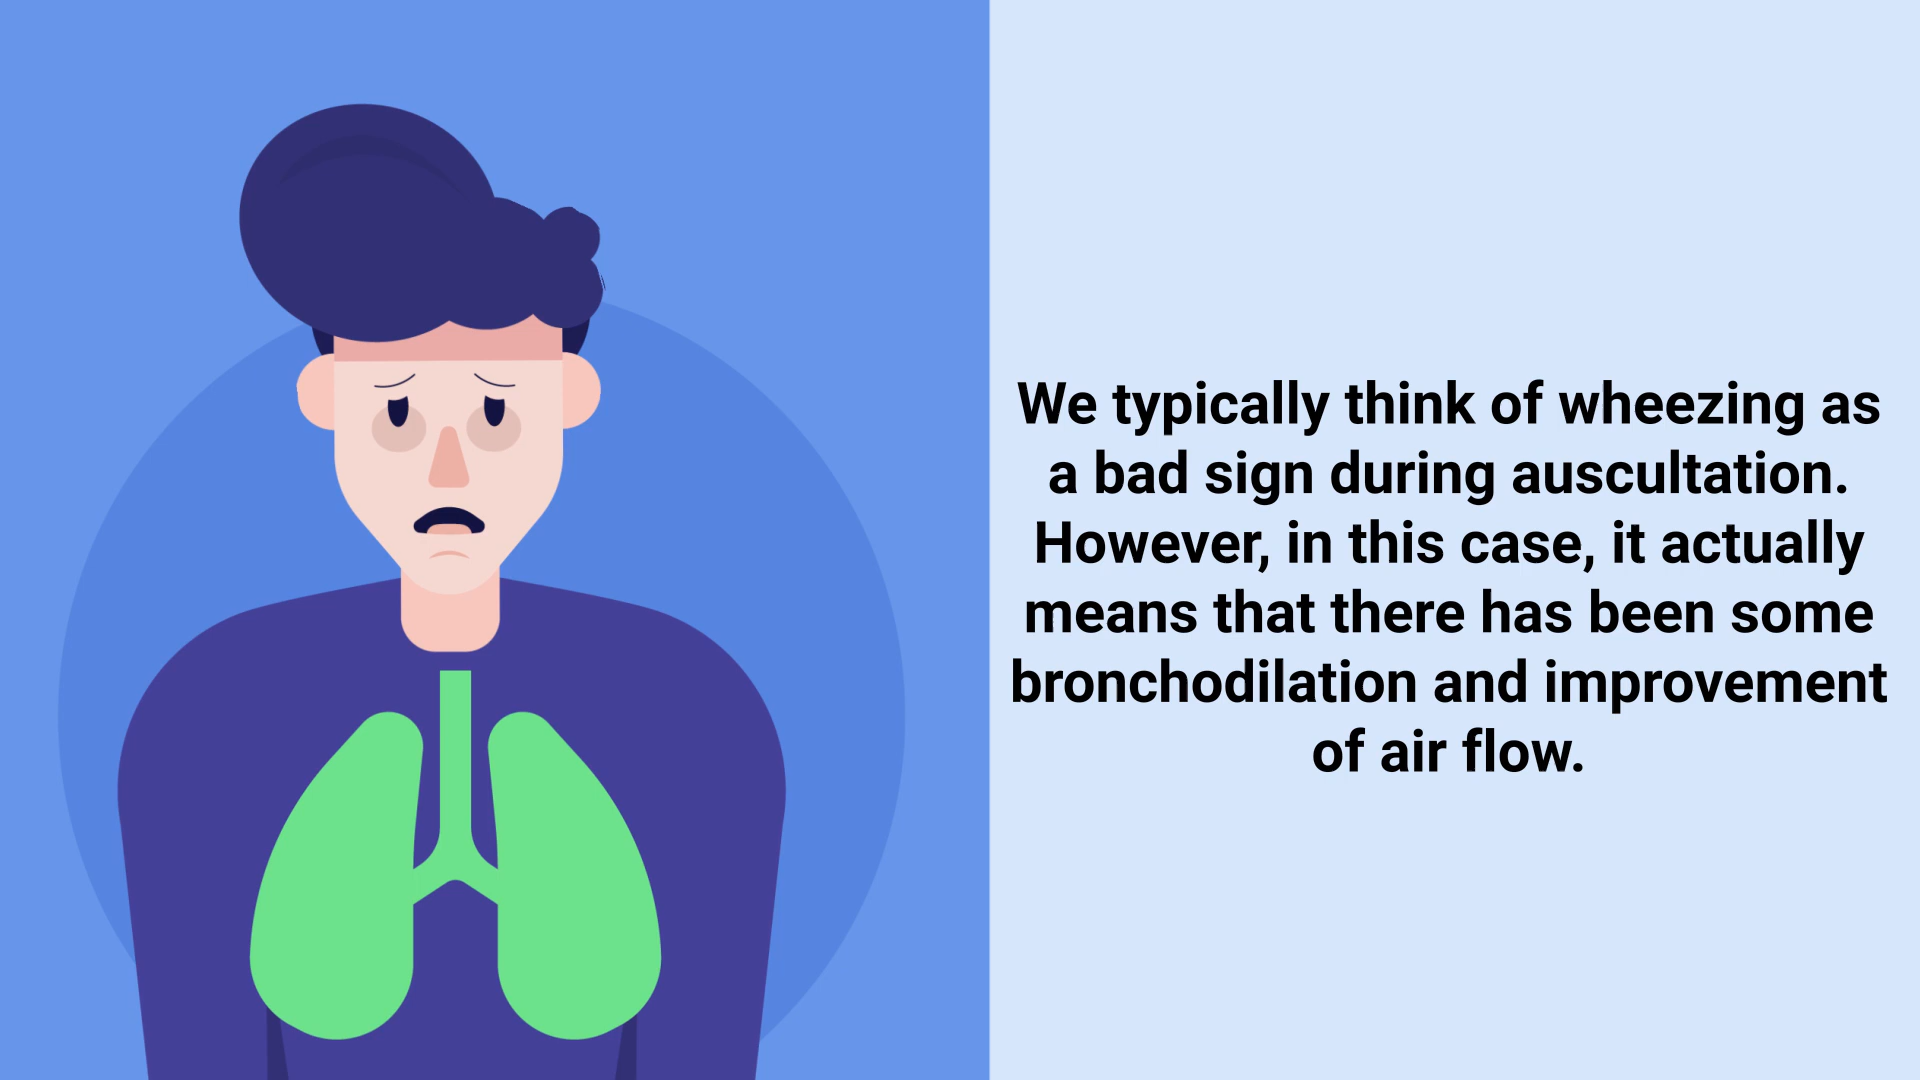 We typically think of wheezing as
a bad sign during auscultation.
However, in this case, it actually
means that there has been some
bronchodilation and improvement
of air flow.